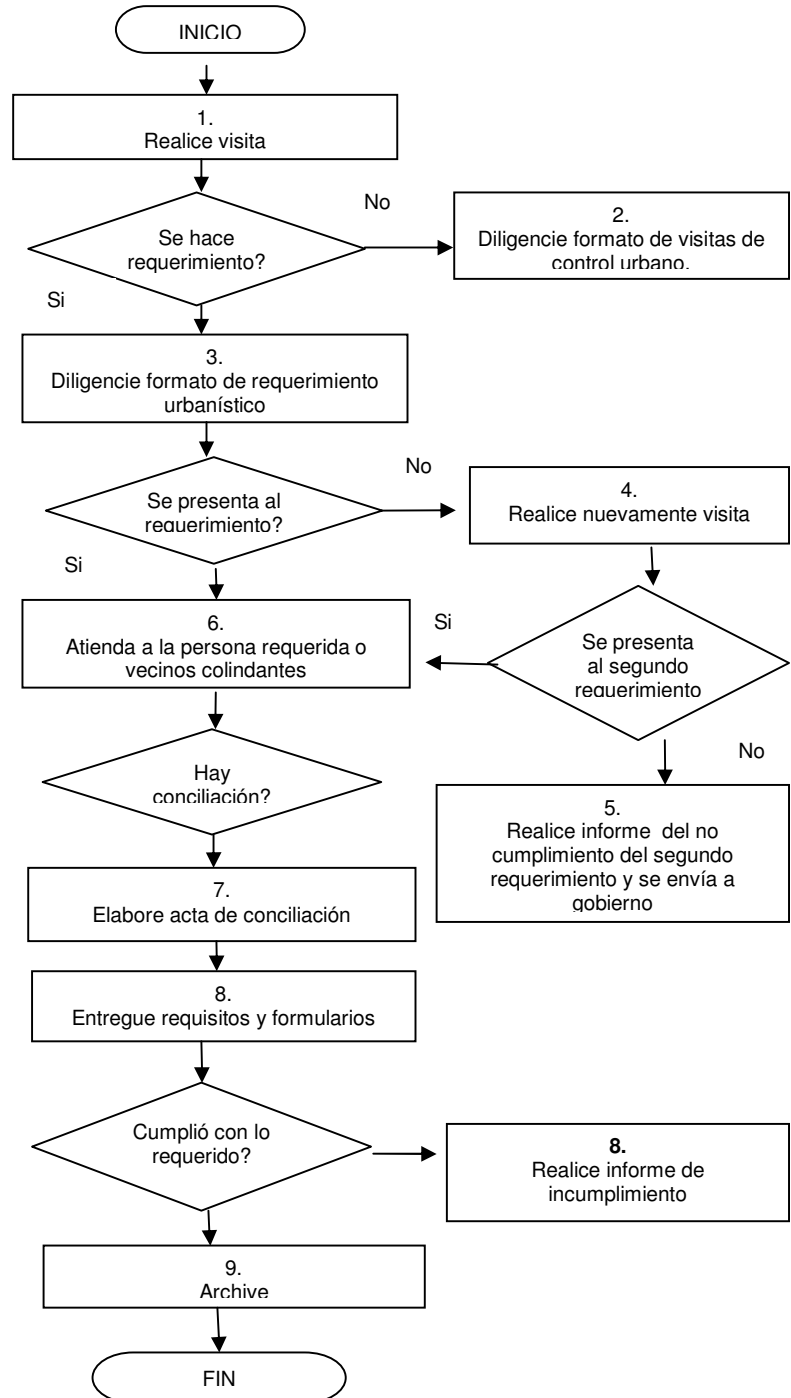 INICIO
1.
Realice visita
No
Se hace
requerimiento?
2.
Diligencie formato de visitas de
control urbano.
Si
3.
Diligencie formato de requerimiento
urbanístico
No
Se presenta al
requerimiento?
4.
Realice nuevamente visita
Si
6.
Atienda a la persona requerida o
vecinos colindantes
Si
Se presenta
al segundo
requerimiento
No
Hay
conciliación?
5.
Realice informe del no
cumplimiento del segundo
requerimiento y se envía a
gobierno
7.
Elabore acta de conciliación
8.
Entregue requisitos y formularios
Cumplió con lo
requerido?
8.
Realice informe de
incumplimiento
9.
Archive
FIN